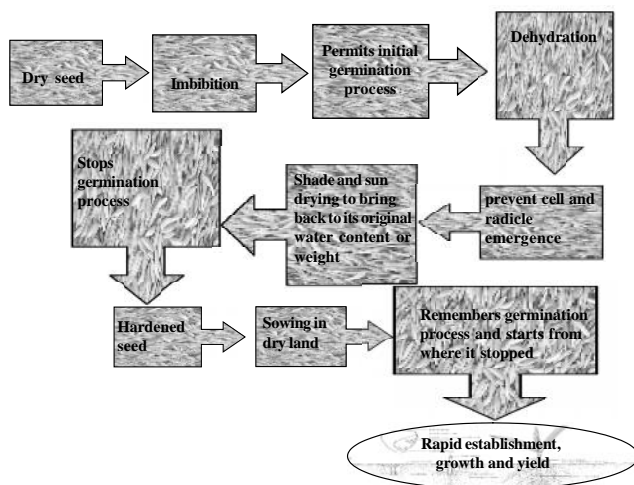 Dry seed
Imbibition
Permits initial
germination
process
Dehydration
prevent cell and
radicle
emergence
Shade and sun
drying to bring
back to its original
water content or
weight
Stops
germination
process
Hardened
seed
Sowing in
dry land
Remembers germination
process and starts from
where it stopped
Rapid establishment,
growth and yield